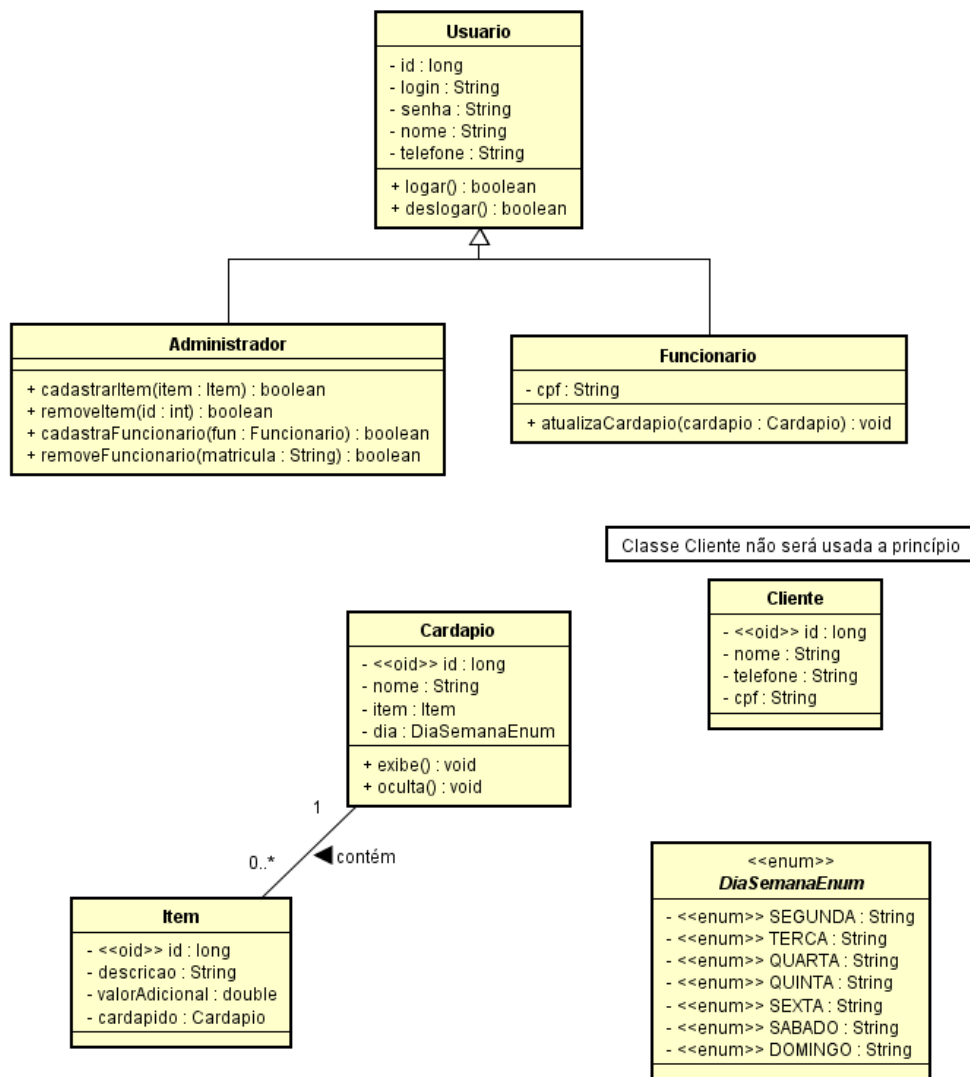 Usuario
- id : long
- login : String
- senha : String
- nome : String
- telefone : String
+ logar() : boolean
+ deslogar() : boolean
Administrador
+ cadastrarItem(item : Item) : boolean
+ removeItem(id : int) : boolean
+ cadastraFuncionario(fun : Funcionario) : boolean
+ removeFuncionario(matricula : String) : boolean
Funcionario
- cpf : String
+ atualizaCardapio(cardapio : Cardapio) : void
Classe Cliente não será usada a princípio
Cliente
- <<oid>> id : long
- nome : String
- telefone : String
- cpf : String
Cardapio
- <<oid>> id : long
- nome : String
- item : Item
- dia : DiaSemanaEnum
+ exibe() : void
+ oculta() : void
1
0..*
contém
Item
- <<oid>> id : long
- descricao : String
- valorAdicional : double
- cardapido : Cardapio
<<enum>>
DiaSemanaEnum
- <<enum>> SEGUNDA : String
- <<enum>> TERCA : String
- <<enum>> QUARTA : String
- <<enum>> QUINTA : String
- <<enum>> SEXTA : String
- <<enum>> SABADO : String
- <<enum>> DOMINGO : String